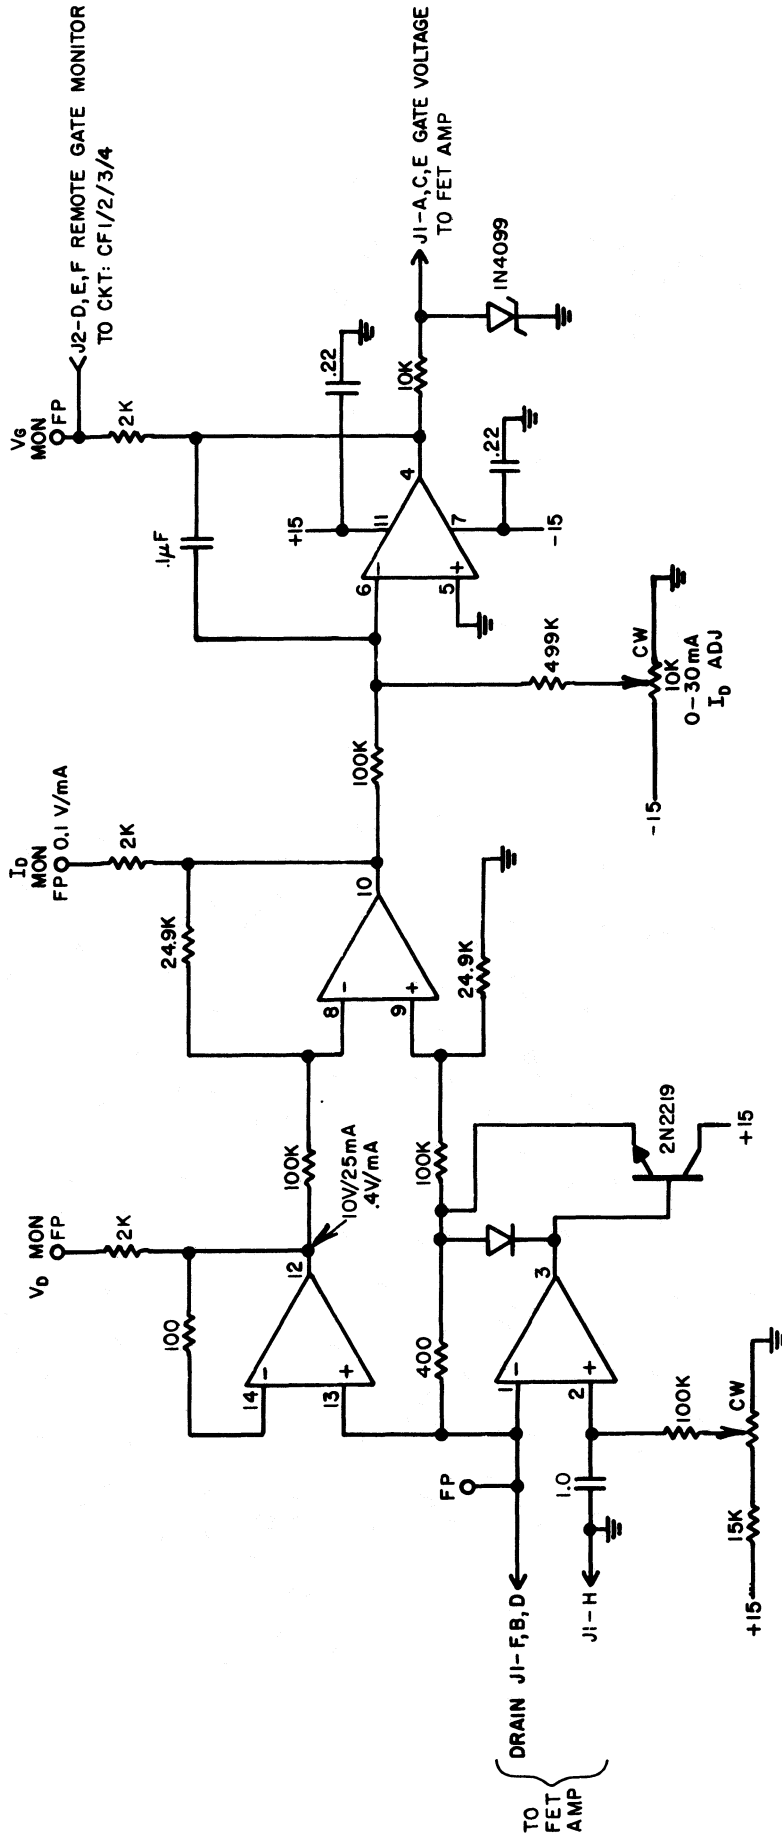 V_D MON
FP
2K
100
14
13
12
-
+
10V/25mA
.4V/mA
100K
I_D
MON
FP 0.1 V/mA
2K
24.9K
8
9
10
-
+
24.9K
100K
V_G
MON
FP
2K
J2-D,E,F REMOTE GATE MONITOR
TO CKT: CF1/2/3/4
.1µF
6
5
4
11
7
-
+
+15
-15
.22
.22
10K
J1-A,C,E GATE VOLTAGE
TO FET AMP
1N4099
499K
CW
10K
0-30mA
I_D ADJ
-15
400
100K
FP
1
2
3
-
+
1.0
2N2219
+15
TO
FET
AMP
DRAIN J1-F,B,D
J1-H
100K
CW
15K
+15